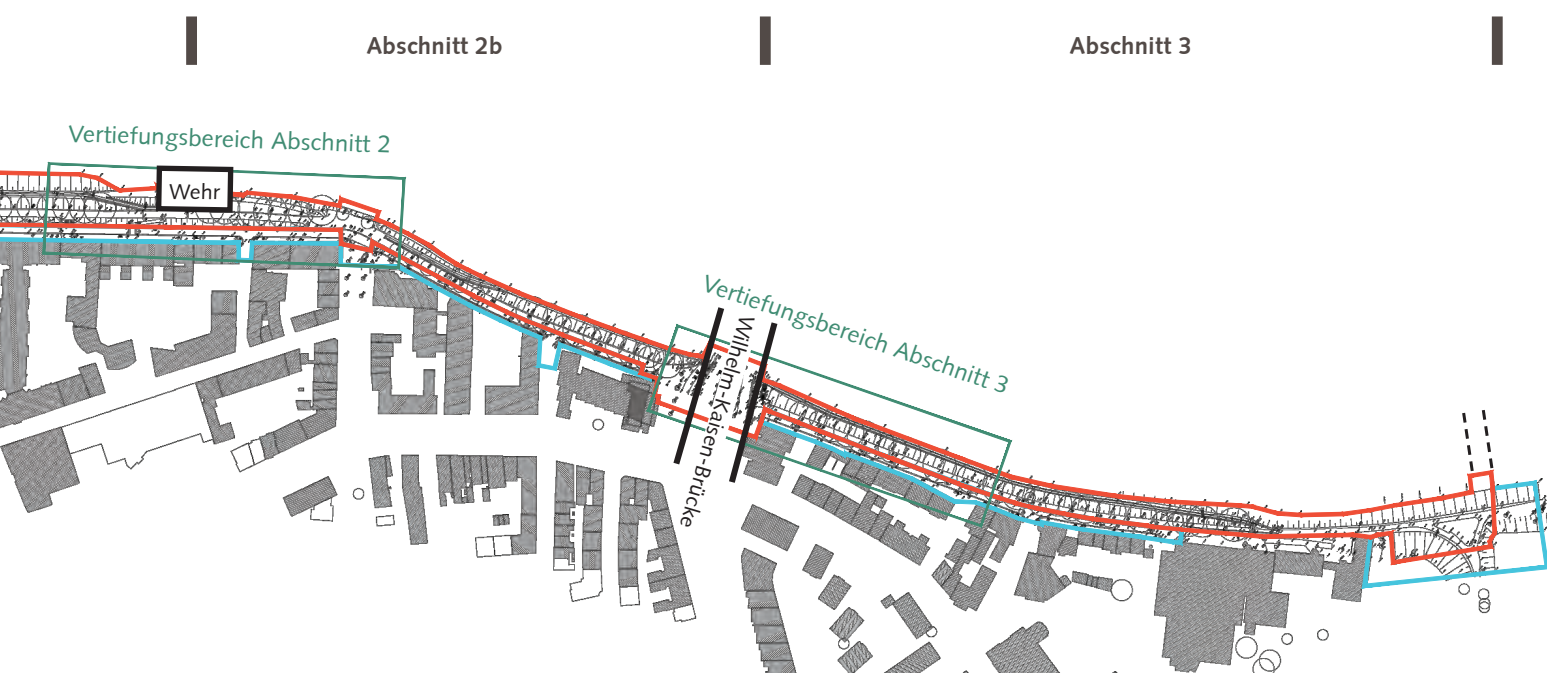 Abschnitt 2b
Abschnitt 3
Vertiefungsbereich Abschnitt 2
Wehr
Vertiefungsbereich Abschnitt 3
Wilhelm-Kaisen-Brücke